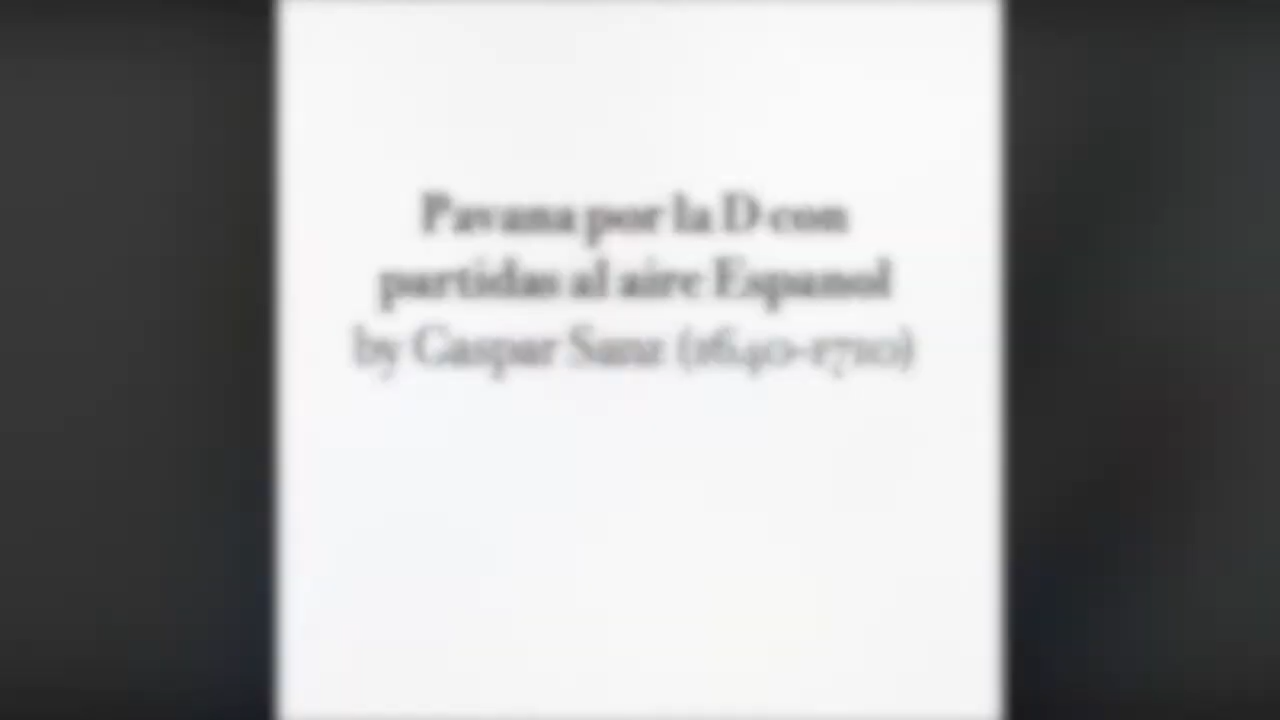 Pavana por la D con
partidas al aire Espanol
by Gaspar Sanz (1640-1710)